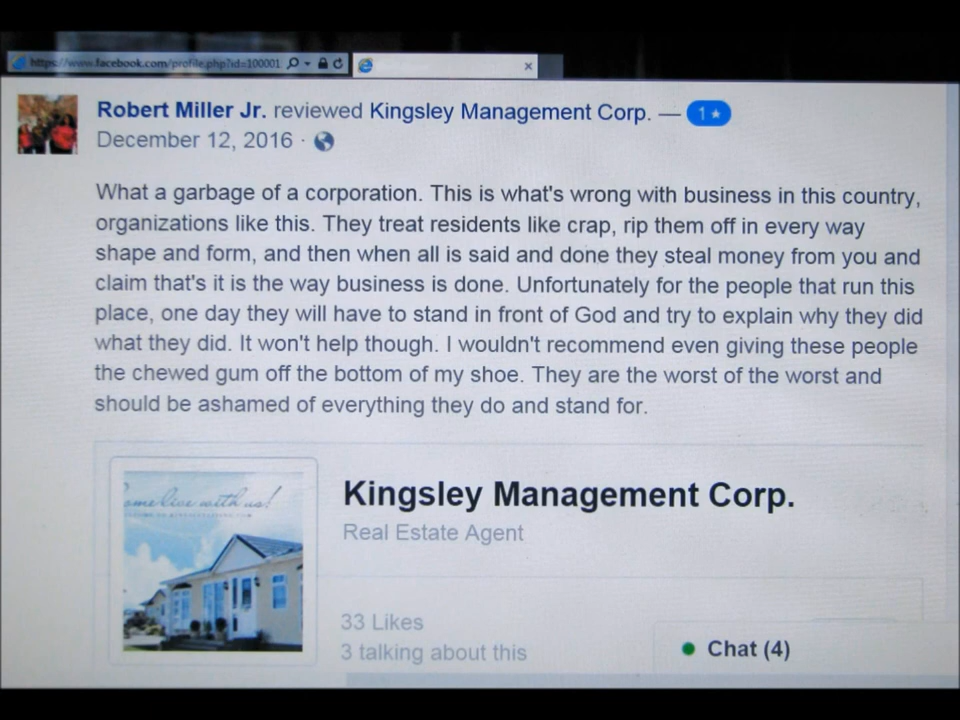 https://www.facebook.com/profile.php?id=100001
Robert Miller Jr. reviewed Kingsley Management Corp. — 1★
December 12, 2016 ·
What a garbage of a corporation. This is what's wrong with business in this country,
organizations like this. They treat residents like crap, rip them off in every way
shape and form, and then when all is said and done they steal money from you and
claim that's it is the way business is done. Unfortunately for the people that run this
place, one day they will have to stand in front of God and try to explain why they did
what they did. It won't help though. I wouldn't recommend even giving these people
the chewed gum off the bottom of my shoe. They are the worst of the worst and
should be ashamed of everything they do and stand for.
ome live with us!
Kingsley Management Corp.
Real Estate Agent
33 Likes
3 talking about this
Chat (4)